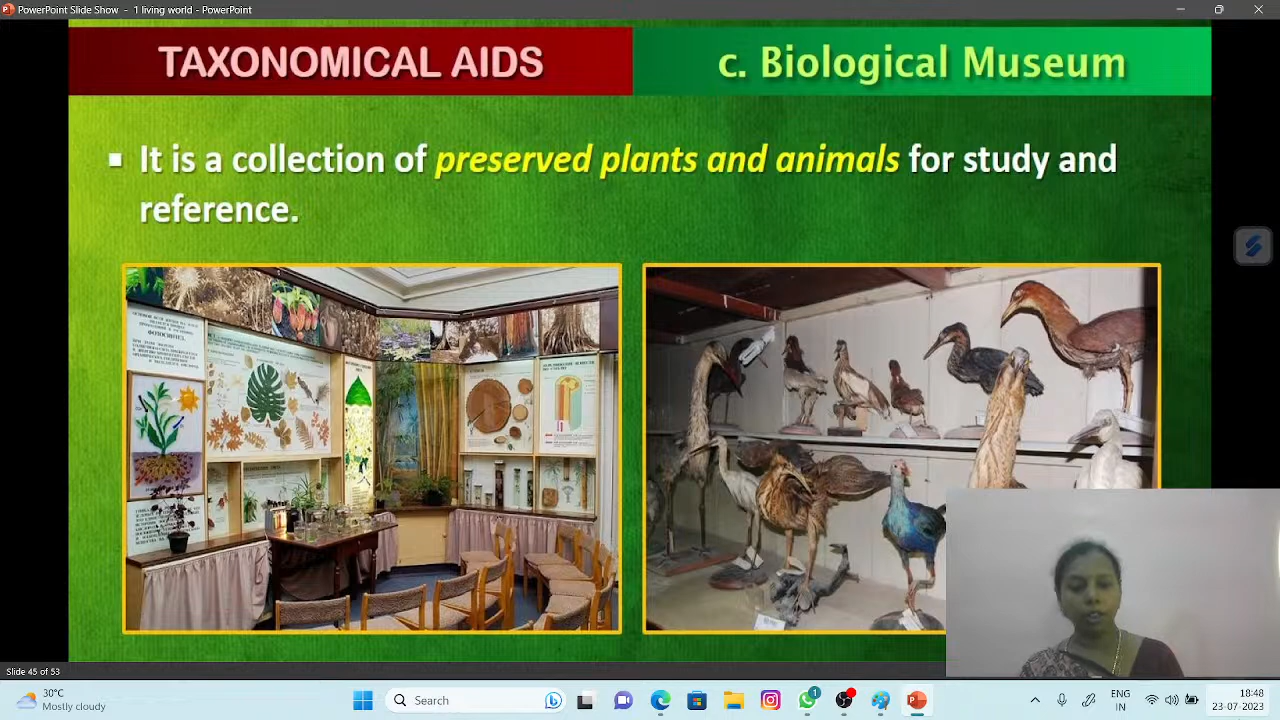 PowerPoint Slide Show - 1 living world - PowerPoint
TAXONOMICAL AIDS
c. Biological Museum
▪ It is a collection of preserved plants and animals for study and
reference.
ФОТОСИНТЕЗ
Slide 45 of 53
30°C
Mostly cloudy
Search
1
ENG
IN
18:48
23-07-2023